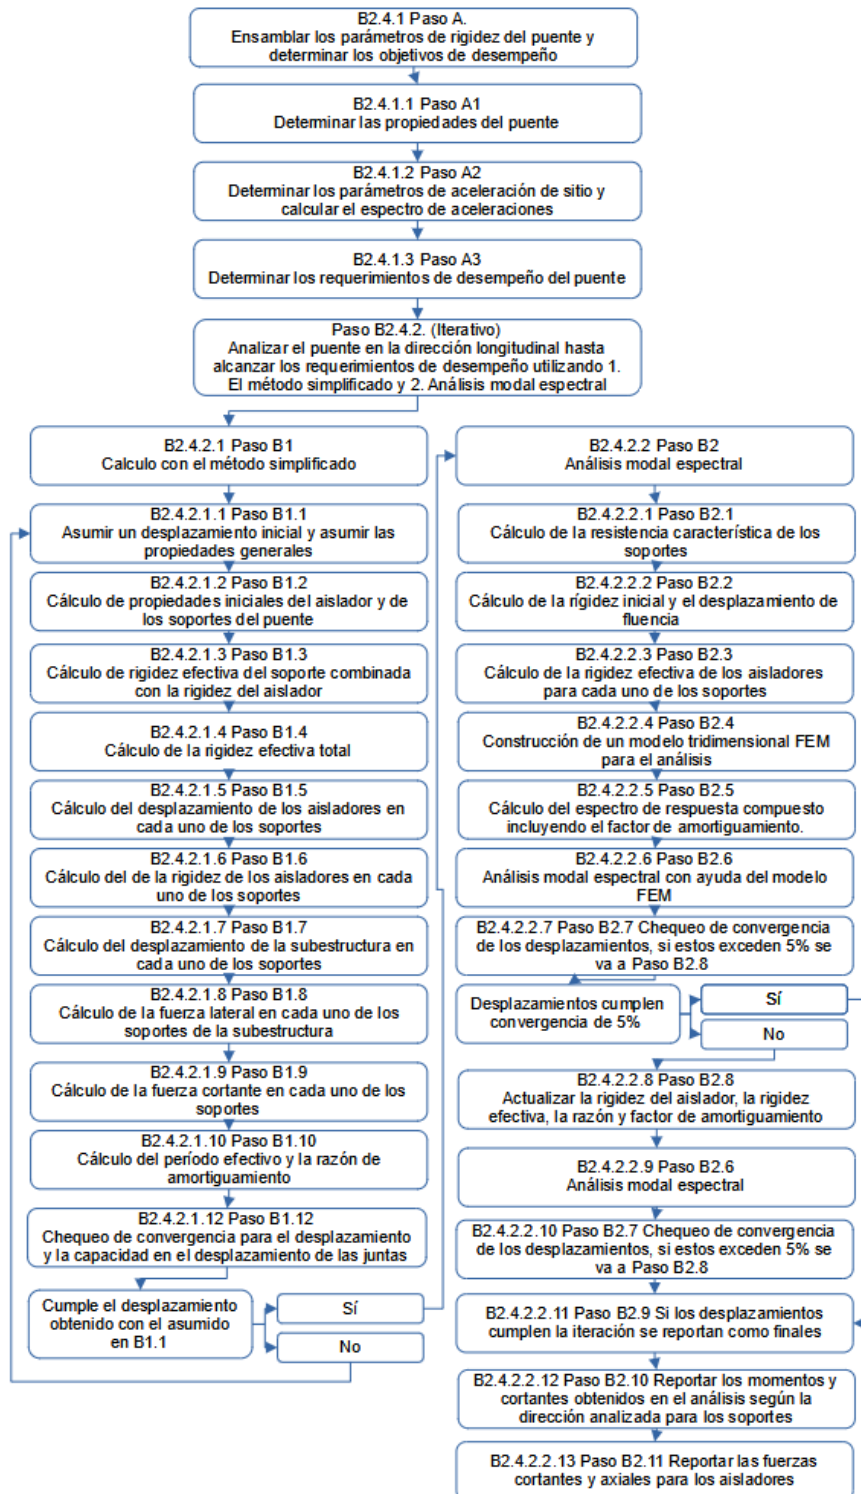 B2.4.1 Paso A.
Ensamblar los parámetros de rigidez del puente y
determinar los objetivos de desempeño
B2.4.1.1 Paso A1
Determinar las propiedades del puente
B2.4.1.2 Paso A2
Determinar los parámetros de aceleración de sitio y
calcular el espectro de aceleraciones
B2.4.1.3 Paso A3
Determinar los requerimientos de desempeño del puente
Paso B2.4.2. (Iterativo)
Analizar el puente en la dirección longitudinal hasta
alcanzar los requerimientos de desempeño utilizando 1.
El método simplificado y 2. Análisis modal espectral
B2.4.2.1 Paso B1
Calculo con el método simplificado
B2.4.2.1.1 Paso B1.1
Asumir un desplazamiento inicial y asumir las
propiedades generales
B2.4.2.1.2 Paso B1.2
Cálculo de propiedades iniciales del aislador y de
los soportes del puente
B2.4.2.1.3 Paso B1.3
Cálculo de rigidez efectiva del soporte combinada
con la rigidez del aislador
B2.4.2.1.4 Paso B1.4
Cálculo de la rigidez efectiva total
B2.4.2.1.5 Paso B1.5
Cálculo del desplazamiento de los aisladores en
cada uno de los soportes
B2.4.2.1.6 Paso B1.6
Cálculo del de la rigidez de los aisladores en cada
uno de los soportes
B2.4.2.1.7 Paso B1.7
Cálculo del desplazamiento de la subestructura en
cada uno de los soportes
B2.4.2.1.8 Paso B1.8
Cálculo de la fuerza lateral en cada uno de los
soportes de la subestructura
B2.4.2.1.9 Paso B1.9
Cálculo de la fuerza cortante en cada uno de los
soportes
B2.4.2.1.10 Paso B1.10
Cálculo del período efectivo y la razón de
amortiguamiento
B2.4.2.1.12 Paso B1.12
Chequeo de convergencia para el desplazamiento
y la capacidad en el desplazamiento de las juntas
Cumple el desplazamiento
obtenido con el asumido
en B1.1
Sí
No
B2.4.2.2 Paso B2
Análisis modal espectral
B2.4.2.2.1 Paso B2.1
Cálculo de la resistencia característica de los
soportes
B2.4.2.2.2 Paso B2.2
Cálculo de la rígidez inicial y el desplazamiento de
fluencia
B2.4.2.2.3 Paso B2.3
Cálculo de la rigidez efectiva de los aisladores
para cada uno de los soportes
B2.4.2.2.4 Paso B2.4
Construcción de un modelo tridimensional FEM
para el análisis
B2.4.2.2.5 Paso B2.5
Cálculo del espectro de respuesta compuesto
incluyendo el factor de amortiguamiento.
B2.4.2.2.6 Paso B2.6
Análisis modal espectral con ayuda del modelo
FEM
B2.4.2.2.7 Paso B2.7 Chequeo de convergencia
de los desplazamientos, si estos exceden 5% se
va a Paso B2.8
Desplazamientos cumplen
convergencia de 5%
Sí
No
B2.4.2.2.8 Paso B2.8
Actualizar la rigidez del aislador, la rigidez
efectiva, la razón y factor de amortiguamiento
B2.4.2.2.9 Paso B2.6
Análisis modal espectral
B2.4.2.2.10 Paso B2.7 Chequeo de convergencia
de los desplazamientos, si estos exceden 5% se
va a Paso B2.8
B2.4.2.2.11 Paso B2.9 Si los desplazamientos
cumplen la iteración se reportan como finales
B2.4.2.2.12 Paso B2.10 Reportar los momentos y
cortantes obtenidos en el análisis según la
dirección analizada para los soportes
B2.4.2.2.13 Paso B2.11 Reportar las fuerzas
cortantes y axiales para los aisladores